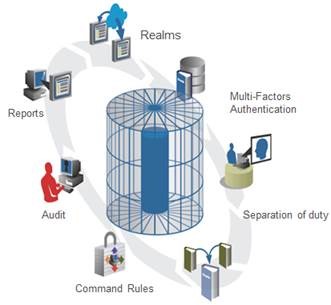 Realms
Multi-Factors
Authentication
Reports
Audit
Separation of duty
Command Rules